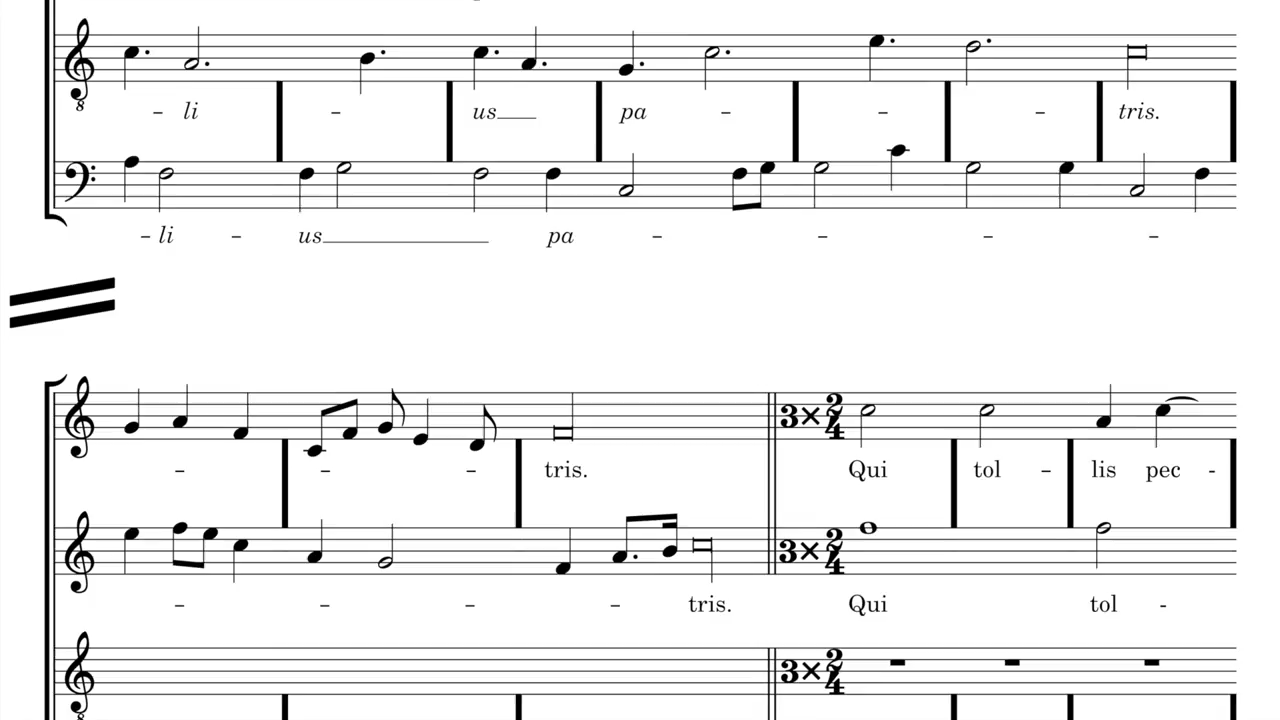 - li - us pa - - - tris.
- li - us pa - - - -
- - - tris. 3× 2/4 Qui tol - lis pec -
- - - - tris. 3× 2/4 Qui tol -
3× 2/4